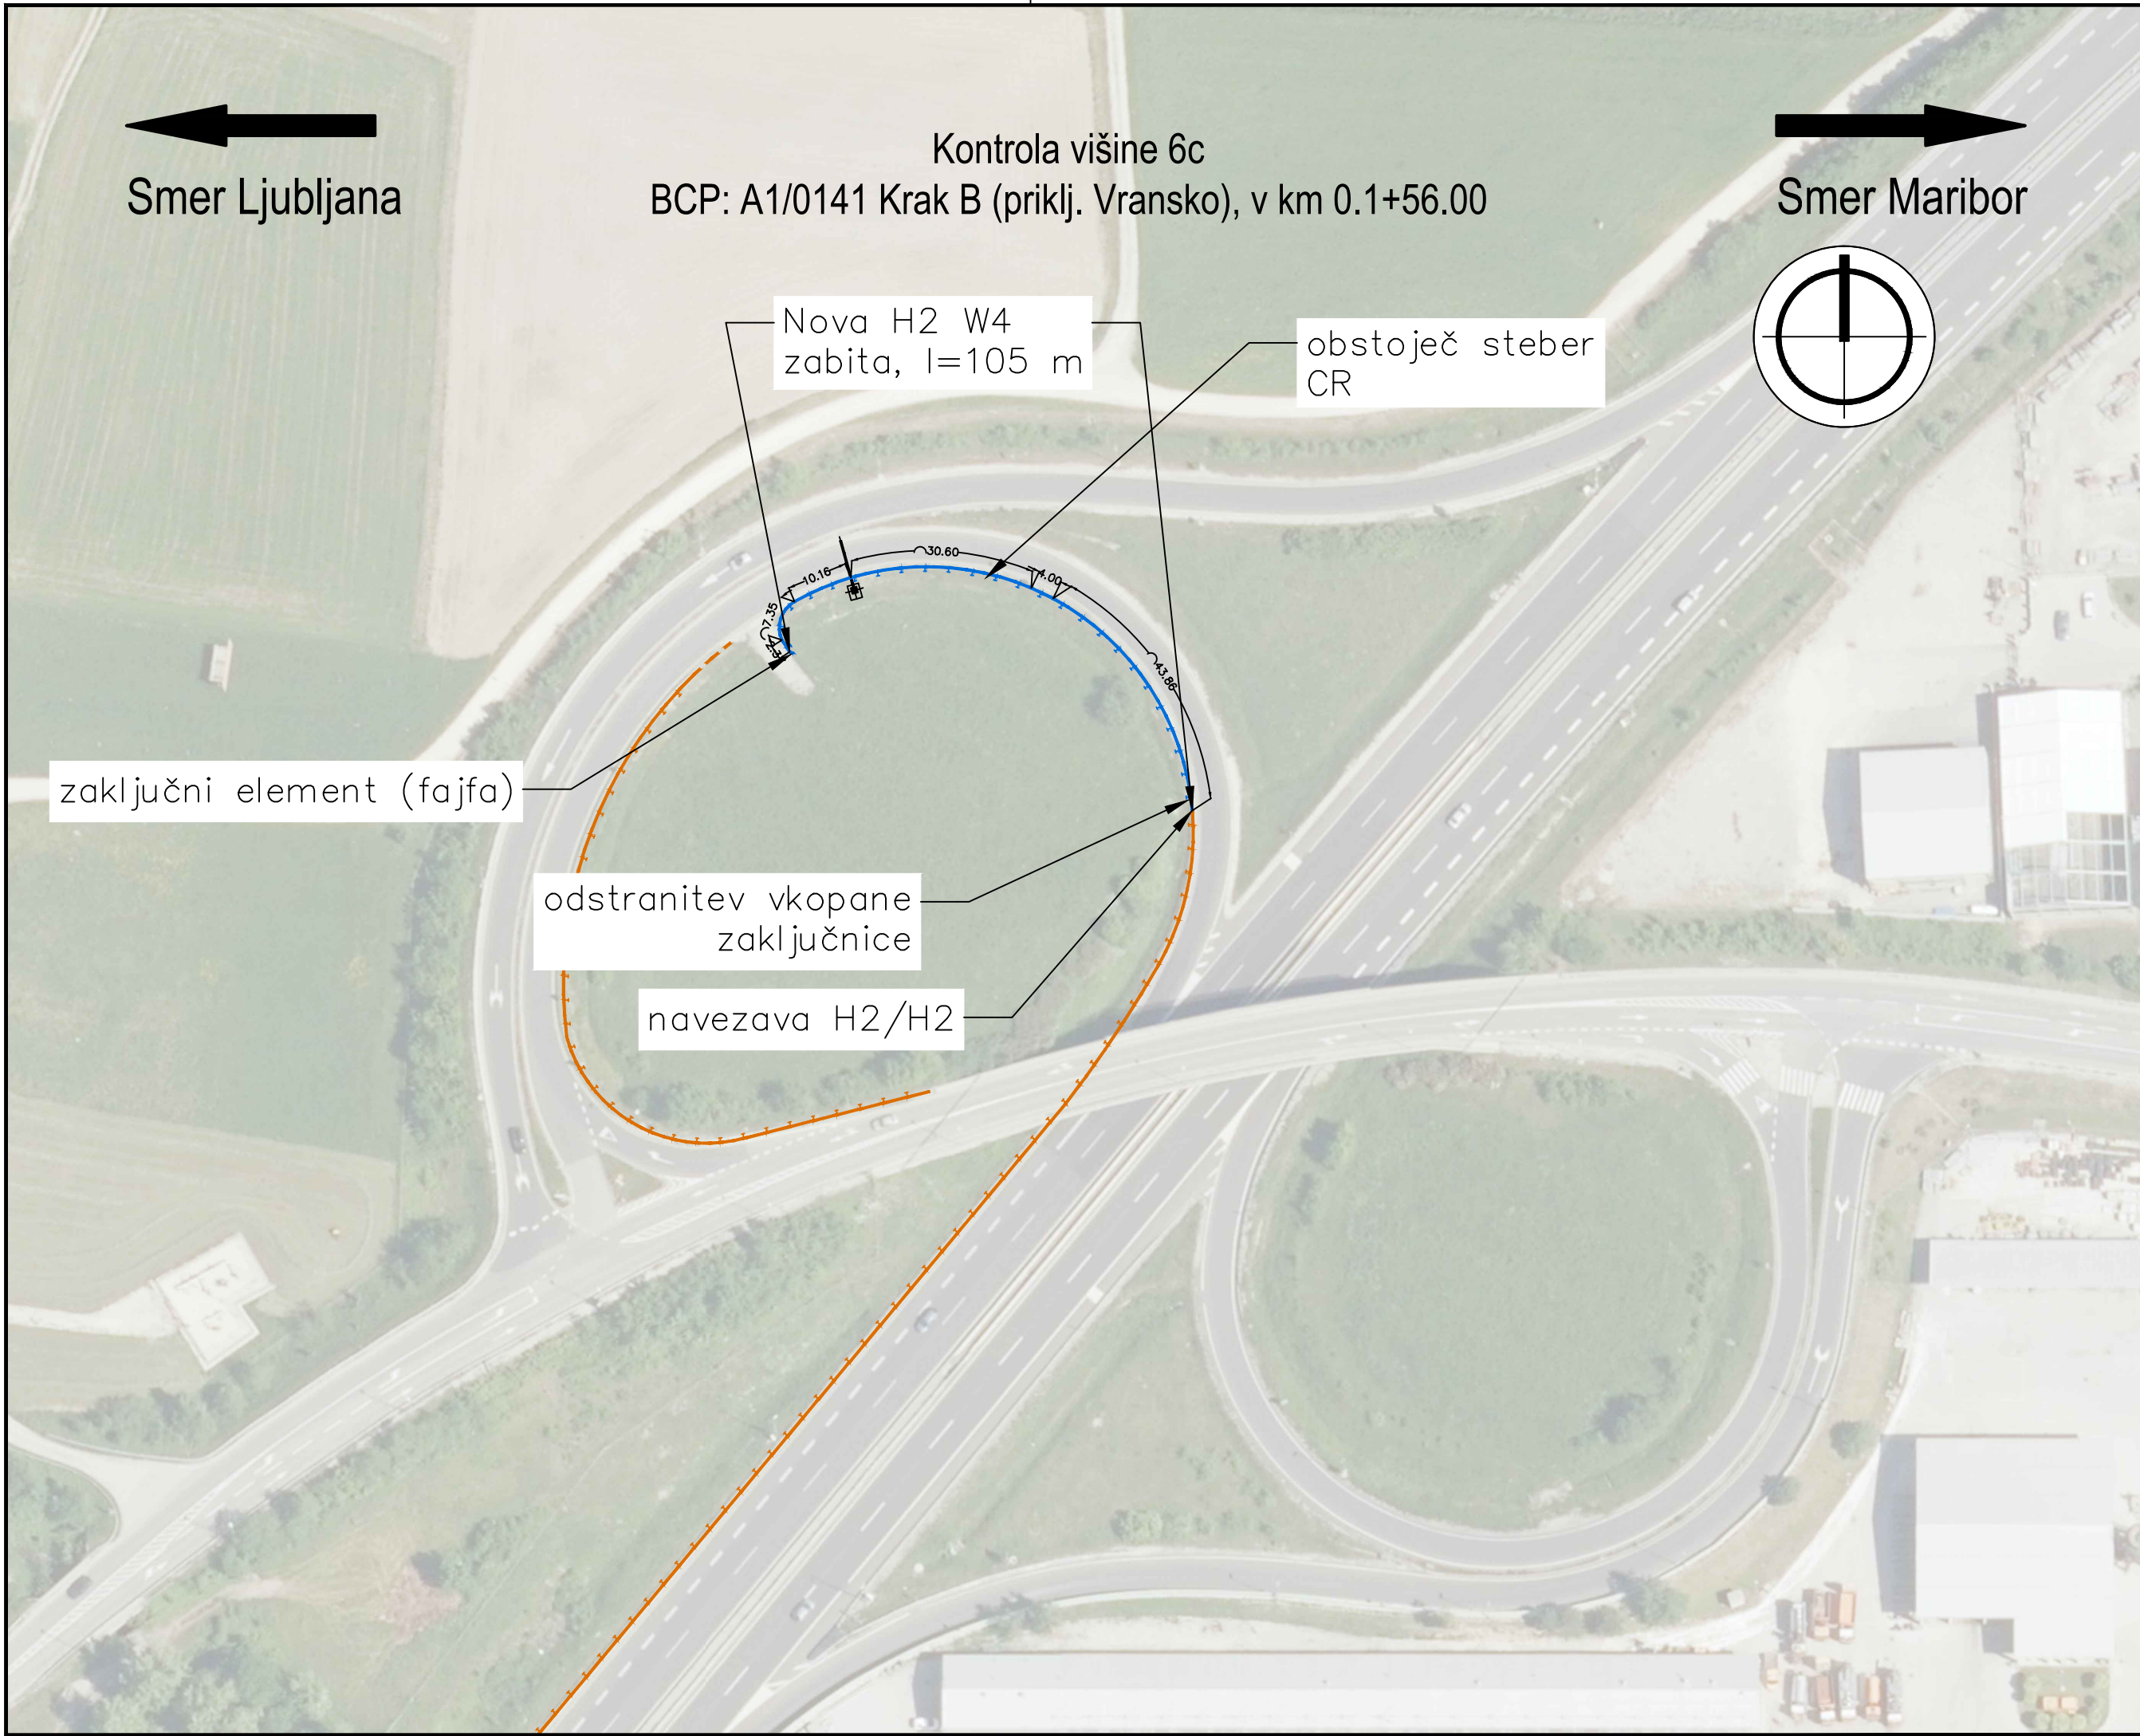 Kontrola višine 6c
BCP: A1/0141 Krak B (priklj. Vransko), v km 0.1+56.00
Smer Ljubljana
Smer Maribor
Nova H2 W4
zabita, l=105 m
obstoječ steber
CR
30.60
10.16
4.00
7.35
43.86
zaključni element (fajfa)
odstranitev vkopane
zaključnice
navezava H2/H2